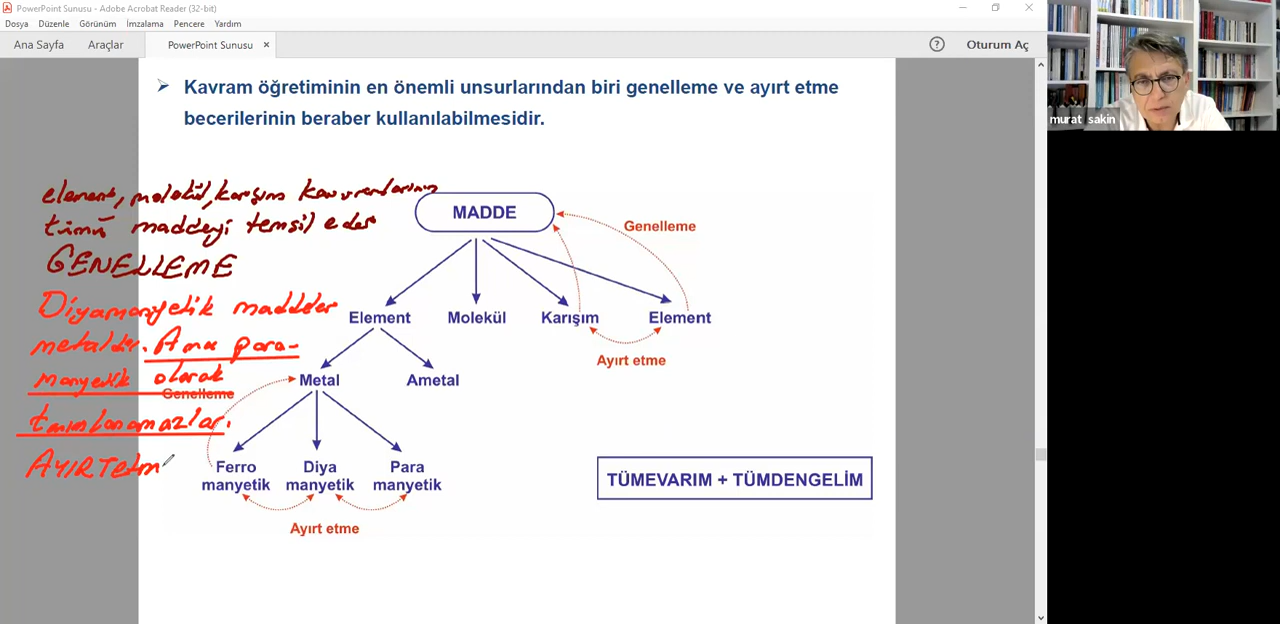 PowerPoint Sunusu - Adobe Acrobat Reader (32-bit)
Dosya Düzenle Görünüm İmzalama Pencere Yardım
Ana Sayfa Araçlar PowerPoint Sunusu × ? Oturum Aç
murat sakin
Kavram öğretiminin en önemli unsurlarından biri genelleme ve ayırt etme
becerilerinin beraber kullanılabilmesidir.
element, molekül, karışım kavramlarının
tümü maddeyi temsil eder
GENELLEME
Diyamanyetik maddeler
metaldir. Ama para-
manyetik olarak
tanımlanamazlar.
AYIRT etm
MADDE
Genelleme
Element Molekül Karışım Element
Ayırt etme
Metal Ametal
Genelleme
Ferro manyetik
Diya manyetik
Para manyetik
Ayırt etme
TÜMEVARIM + TÜMDENGELİM